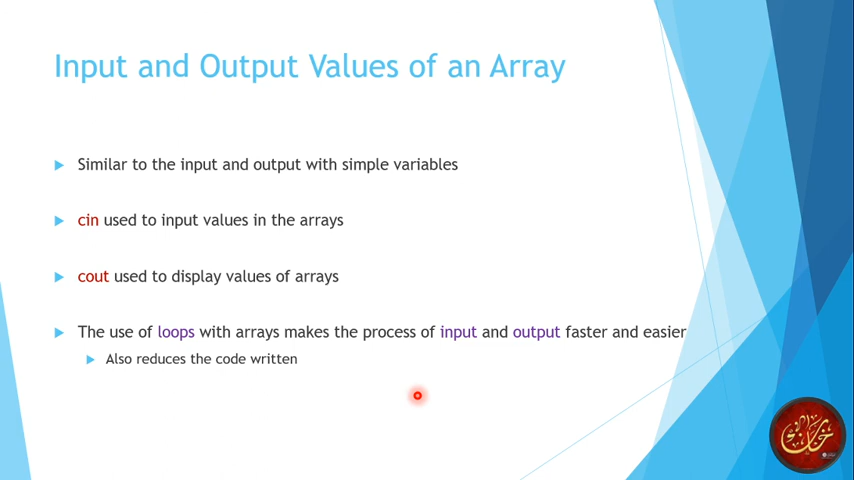 Input and Output Values of an Array
Similar to the input and output with simple variables
cin used to input values in the arrays
cout used to display values of arrays
The use of loops with arrays makes the process of input and output faster and easier
Also reduces the code written